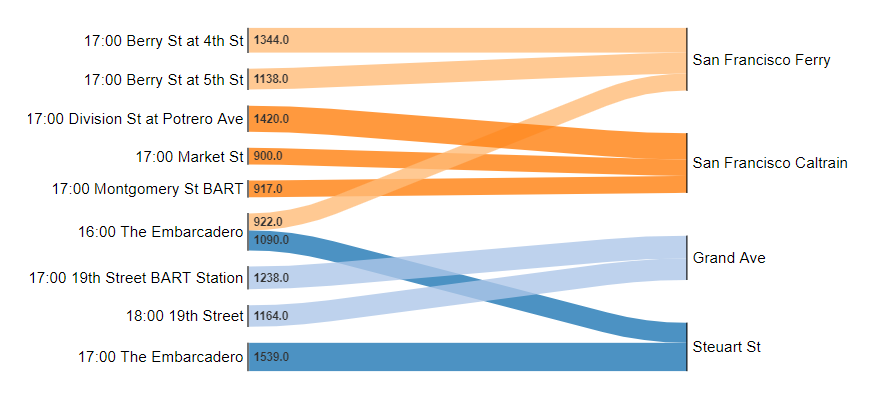 17:00 Berry St at 4th St
1344.0
San Francisco Ferry
17:00 Berry St at 5th St
1138.0
17:00 Division St at Potrero Ave
1420.0
17:00 Market St
900.0
San Francisco Caltrain
17:00 Montgomery St BART
917.0
16:00 The Embarcadero
922.0
1090.0
Grand Ave
17:00 19th Street BART Station
1238.0
18:00 19th Street
1164.0
Steuart St
17:00 The Embarcadero
1539.0